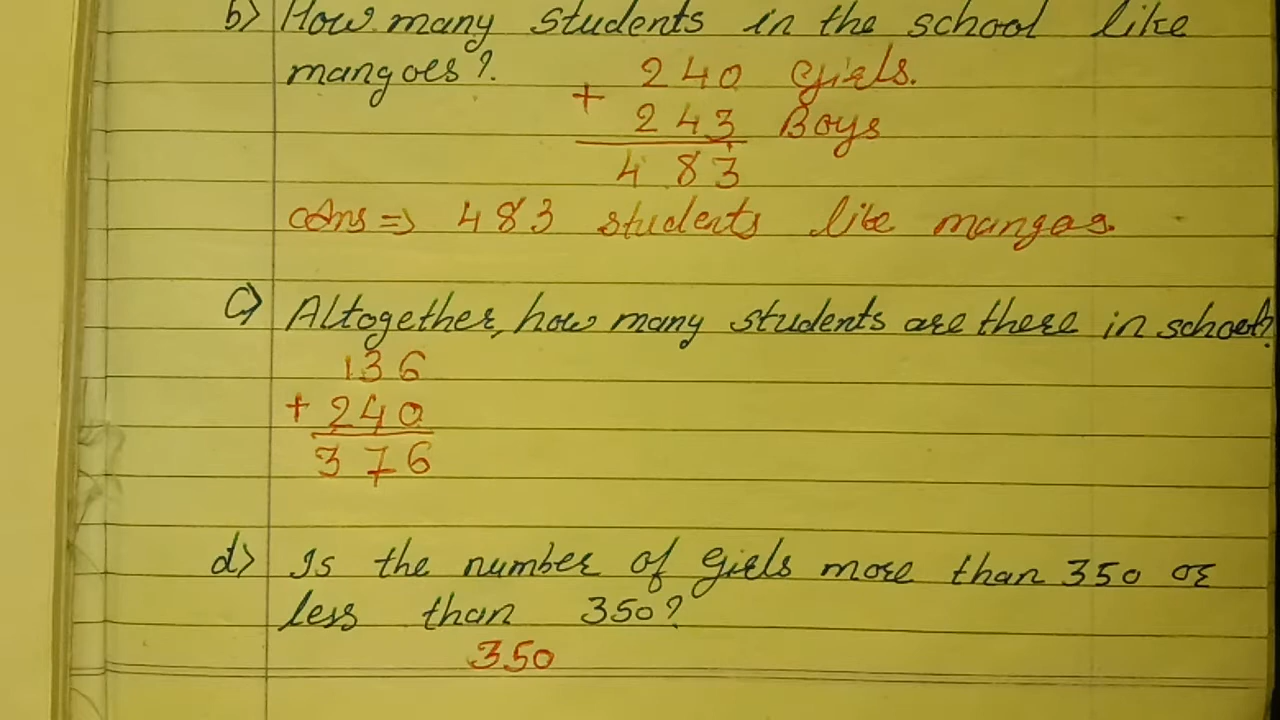 b) How many students in the school like
mangoes?.
240 Girls.
+ 243 Boys
483
Ans => 483 students like mangos.
c) Altogether, how many students are there in school?
136
+ 240
376
d) Is the number of girls more than 350 or
less than 350?
350